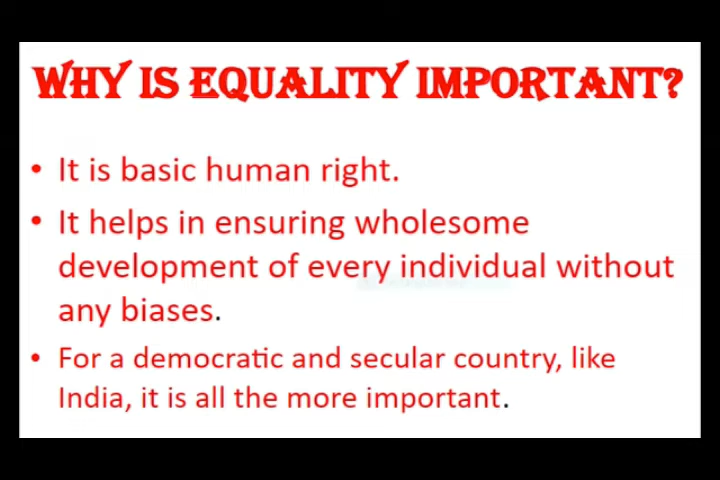 WHY IS EQUALITY IMPORTANT?
• It is basic human right.
• It helps in ensuring wholesome
development of every individual without
any biases.
• For a democratic and secular country, like
India, it is all the more important.